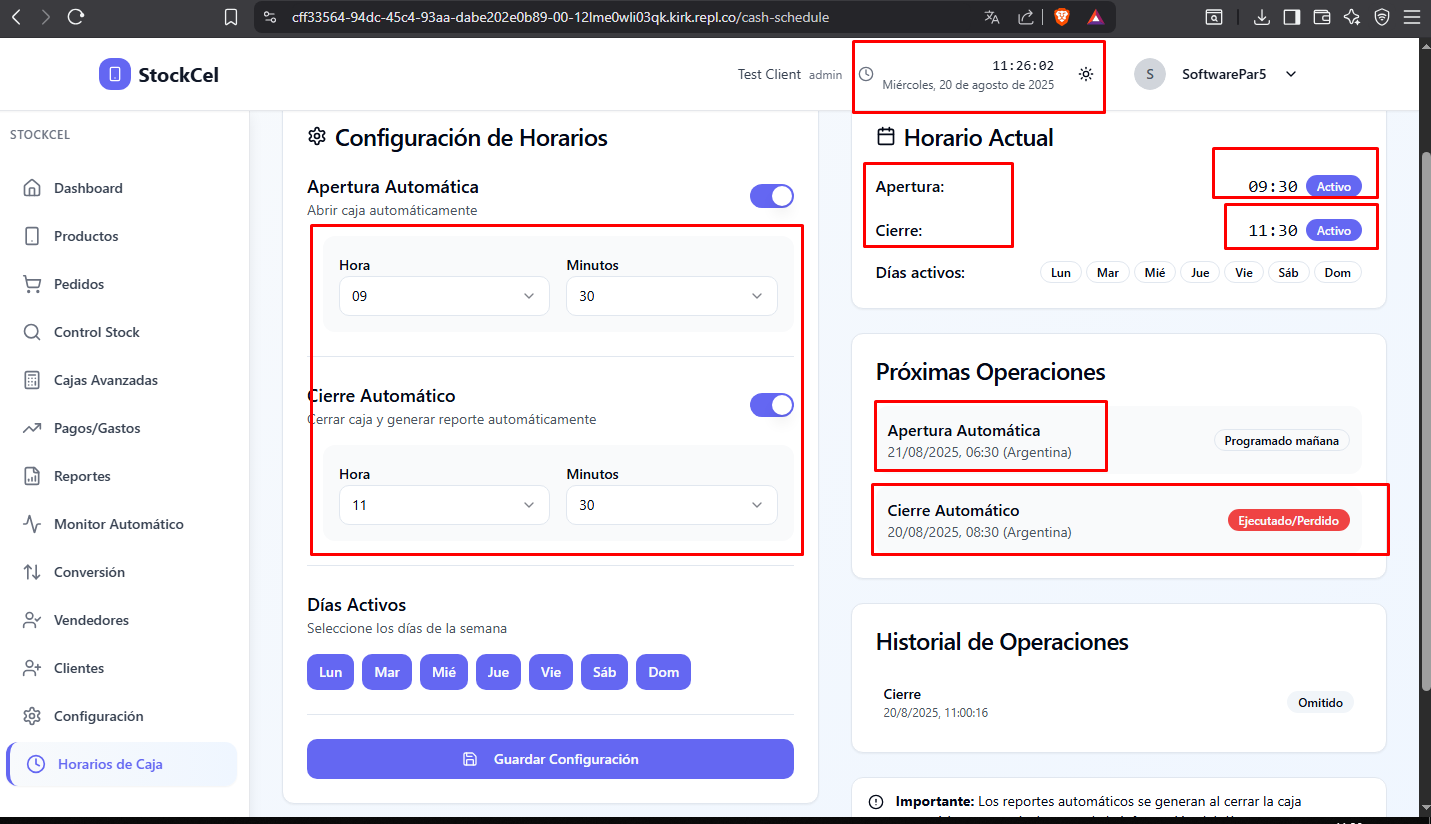 cff33564-94dc-45c4-93aa-dabe202e0b89-00-12lme0wli03qk.kirk.repl.co/cash-schedule
StockCel
Test Client admin
11:26:02
Miércoles, 20 de agosto de 2025
S
SoftwarePar5
STOCKCEL
Dashboard
Productos
Pedidos
Control Stock
Cajas Avanzadas
Pagos/Gastos
Reportes
Monitor Automático
Conversión
Vendedores
Clientes
Configuración
Horarios de Caja
Configuración de Horarios
Apertura Automática
Abrir caja automáticamente
Hora Minutos
09 30
Cierre Automático
Cerrar caja y generar reporte automáticamente
Hora Minutos
11 30
Días Activos
Seleccione los días de la semana
Lun Mar Mié Jue Vie Sáb Dom
Guardar Configuración
Horario Actual
Apertura: 09:30 Activo
Cierre: 11:30 Activo
Días activos: Lun Mar Mié Jue Vie Sáb Dom
Próximas Operaciones
Apertura Automática
21/08/2025, 06:30 (Argentina)
Programado mañana
Cierre Automático
20/08/2025, 08:30 (Argentina)
Ejecutado/Perdido
Historial de Operaciones
Cierre
20/8/2025, 11:00:16
Omitido
Importante: Los reportes automáticos se generan al cerrar la caja